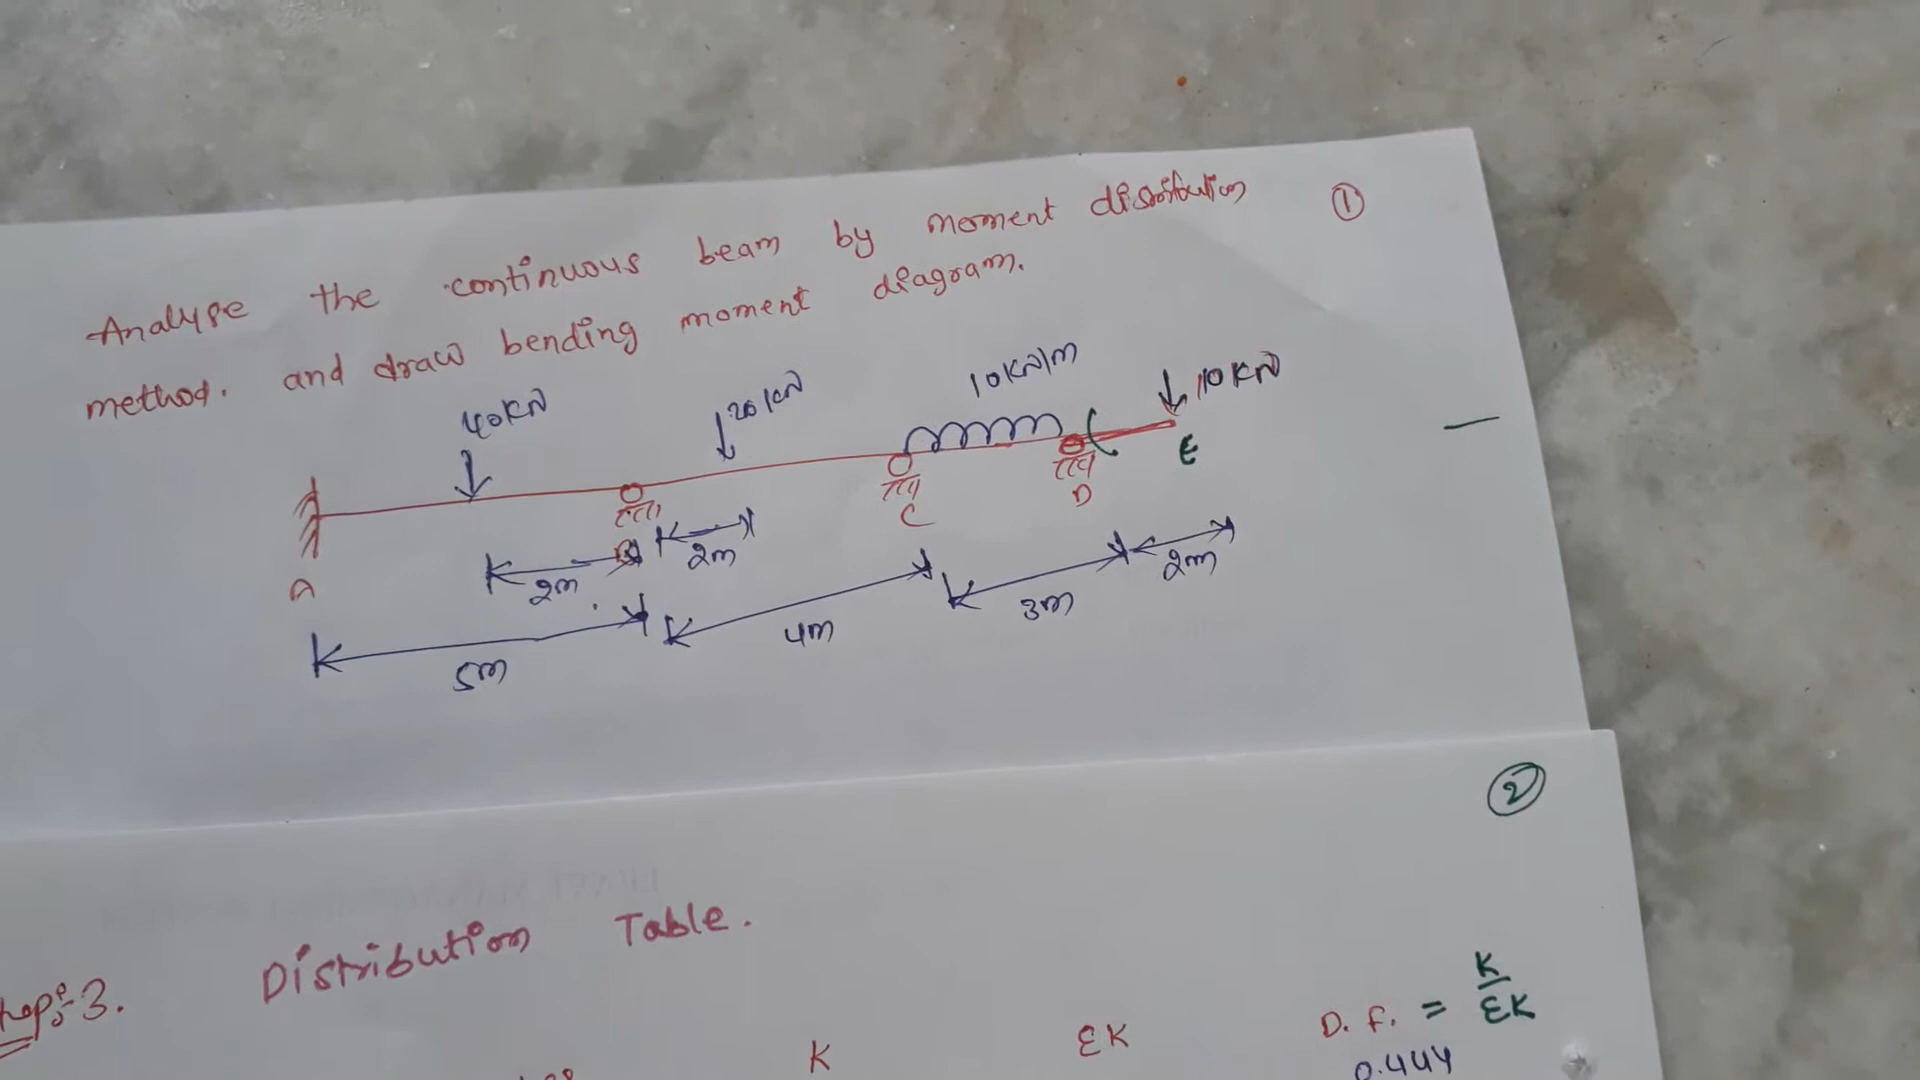 Analyse the continuous beam by moment distribution ①
method. and draw bending moment diagram.
40KN 20KN 10KN/m 10KN
A B C D E
2m 2m 2m
5m 4m 3m
②
Step:-3. Distribution Table.
K ΣK D.F. = K/ΣK
0.444